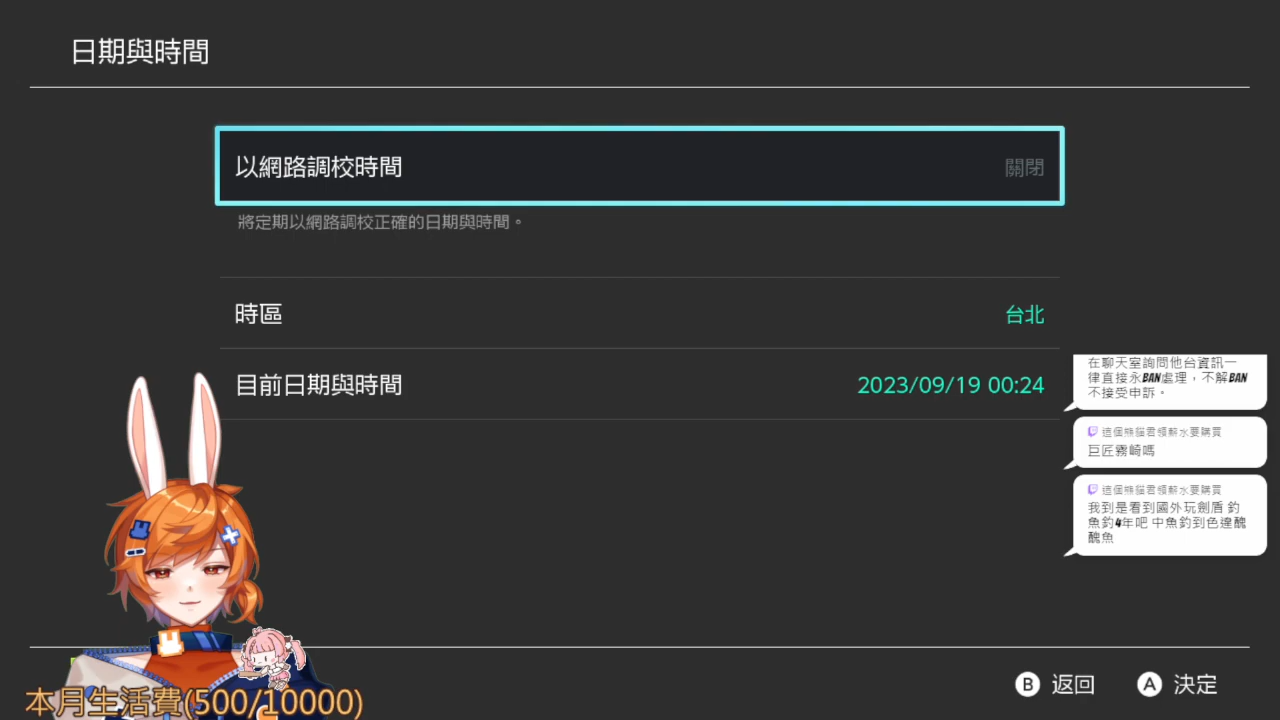 日期與時間
以網路調校時間 關閉
將定期以網路調校正確的日期與時間。
時區 台北
目前日期與時間 2023/09/19 00:24
在聊天室詢問他台資訊一
律直接永BAN處理，不解BAN
不接受申訴。
這個熊貓君領薪水要購買
巨匠霧崎嗎
這個熊貓君領薪水要購買
我到是看到國外玩劍盾 釣
魚釣4年吧 中魚釣到色違醜
醜魚
B 返回 A 決定
本月生活費(500/10000)